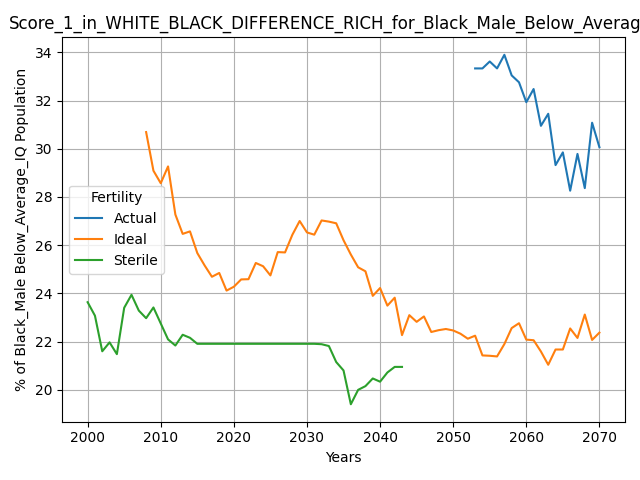 Score_1_in_WHITE_BLACK_DIFFERENCE_RICH_for_Black_Male_Below_Averag
% of Black_Male Below_Average_IQ Population
34
32
30
28
26
24
22
20
Fertility
Actual
Ideal
Sterile
2000 2010 2020 2030 2040 2050 2060 2070
Years